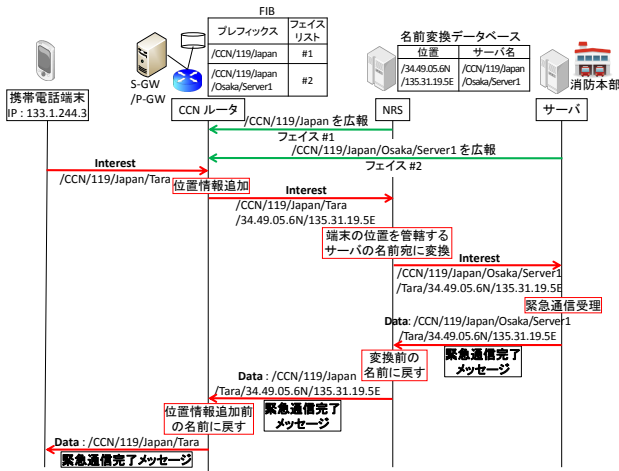 FIB
プレフィックス
フェイス
リスト
/CCN/119/Japan
#1
/CCN/119/Japan
/Osaka/Server1
#2
名前変換データベース
位置
サーバ名
/34.49.05.6N
/135.31.19.5E
/CCN/119/Japan
/Osaka/Server1
S-GW
/P-GW
消防本部
携帯電話端末
IP : 133.1.244.3
CCN ルータ
NRS
サーバ
/CCN/119/Japan を広報
フェイス #1
/CCN/119/Japan/Osaka/Server1 を広報
フェイス #2
Interest
/CCN/119/Japan/Tara
位置情報追加
Interest
/CCN/119/Japan/Tara
/34.49.05.6N/135.31.19.5E
端末の位置を管轄する
サーバの名前宛に変換
Interest
/CCN/119/Japan/Osaka/Server1
/Tara/34.49.05.6N/135.31.19.5E
緊急通信受理
Data: /CCN/119/Japan/Osaka/Server1
/Tara/34.49.05.6N/135.31.19.5E
緊急通信完了
メッセージ
変換前の
名前に戻す
Data : /CCN/119/Japan
/Tara/34.49.05.6N/135.31.19.5E
緊急通信完了
メッセージ
位置情報追加前
の名前に戻す
Data : /CCN/119/Japan/Tara
緊急通信完了メッセージ